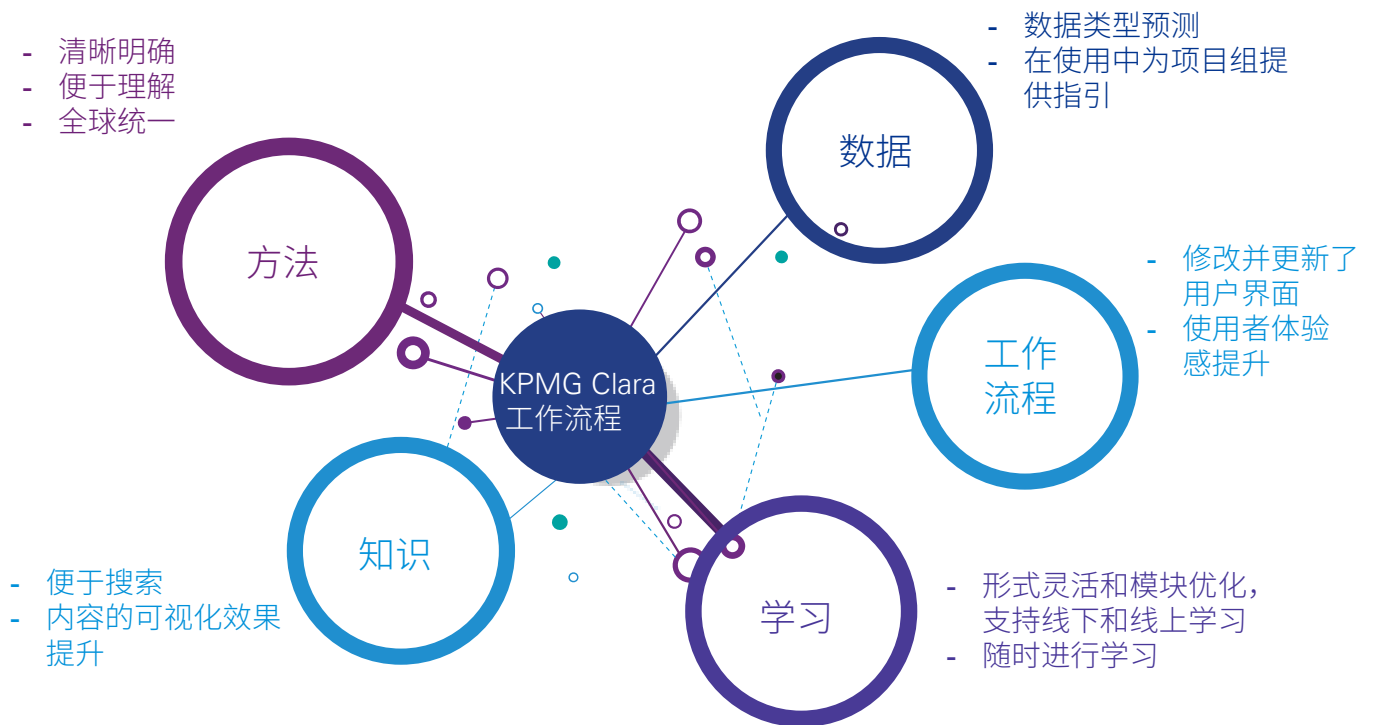 - 清晰明确
- 便于理解
- 全球统一
方法
- 数据类型预测
- 在使用中为项目组提
供指引
数据
- 修改并更新了
用户界面
- 使用者体验
感提升
工作
流程
KPMG Clara
工作流程
知识
- 便于搜索
- 内容的可视化效果
提升
学习
- 形式灵活和模块优化，
支持线下和线上学习
- 随时进行学习